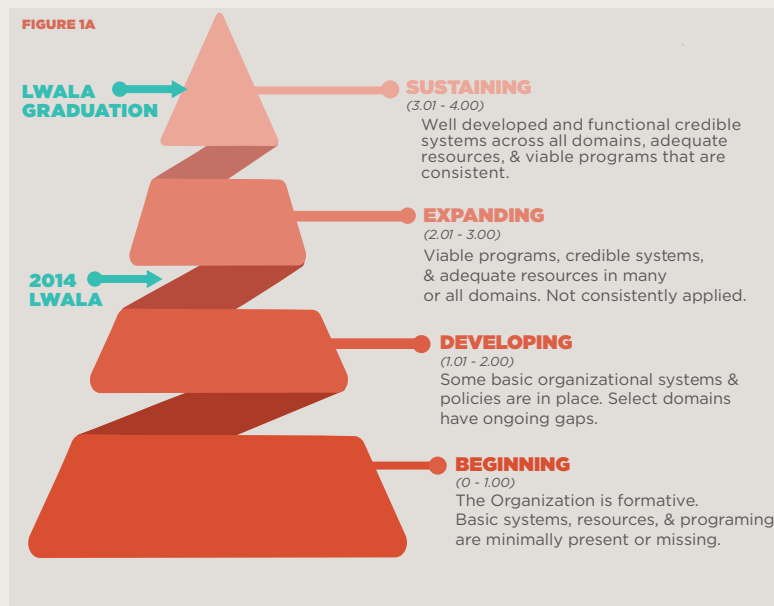 FIGURE 1A
LWALA
GRADUATION
SUSTAINING
(3.01 - 4.00)
Well developed and functional credible
systems across all domains, adequate
resources, & viable programs that are
consistent.
EXPANDING
(2.01 - 3.00)
Viable programs, credible systems,
& adequate resources in many
or all domains. Not consistently applied.
2014
LWALA
DEVELOPING
(1.01 - 2.00)
Some basic organizational systems &
policies are in place. Select domains
have ongoing gaps.
BEGINNING
(0 - 1.00)
The Organization is formative.
Basic systems, resources, & programing
are minimally present or missing.